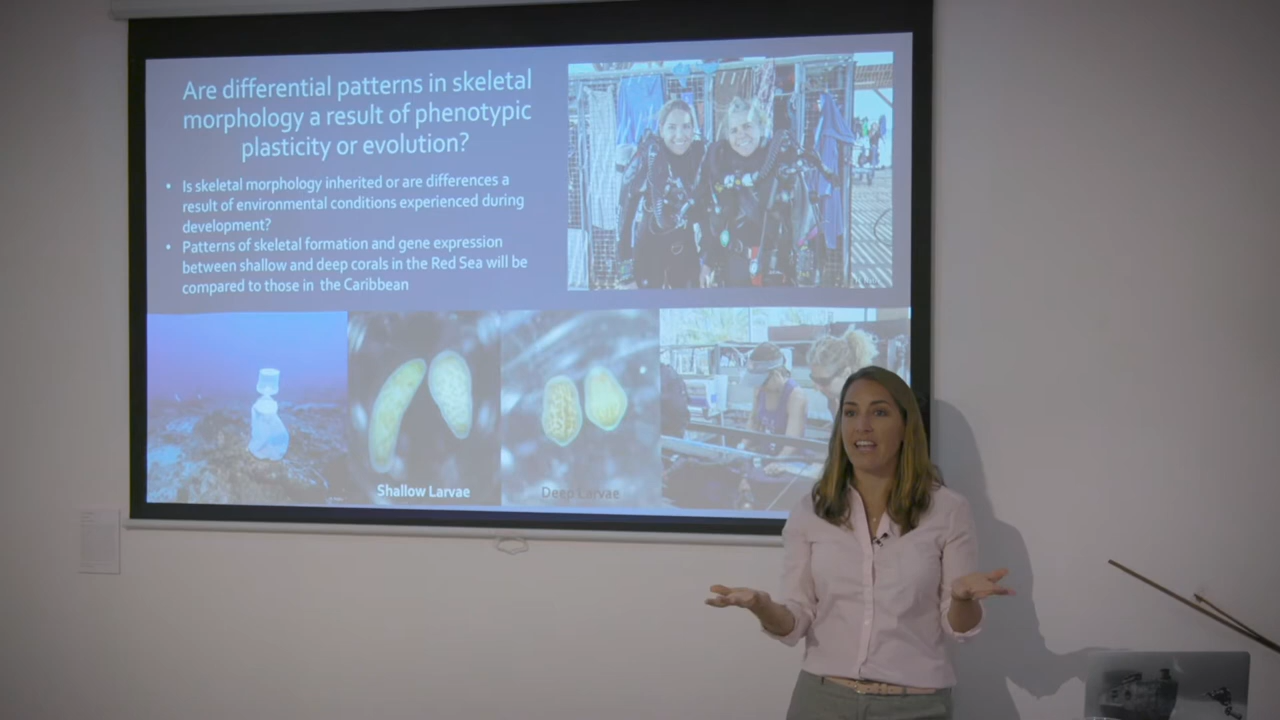 Are differential patterns in skeletal
morphology a result of phenotypic
plasticity or evolution?
• Is skeletal morphology inherited or are differences a
result of environmental conditions experienced during
development?
• Patterns of skeletal formation and gene expression
between shallow and deep corals in the Red Sea will be
compared to those in the Caribbean
Shallow Larvae
Deep Larvae